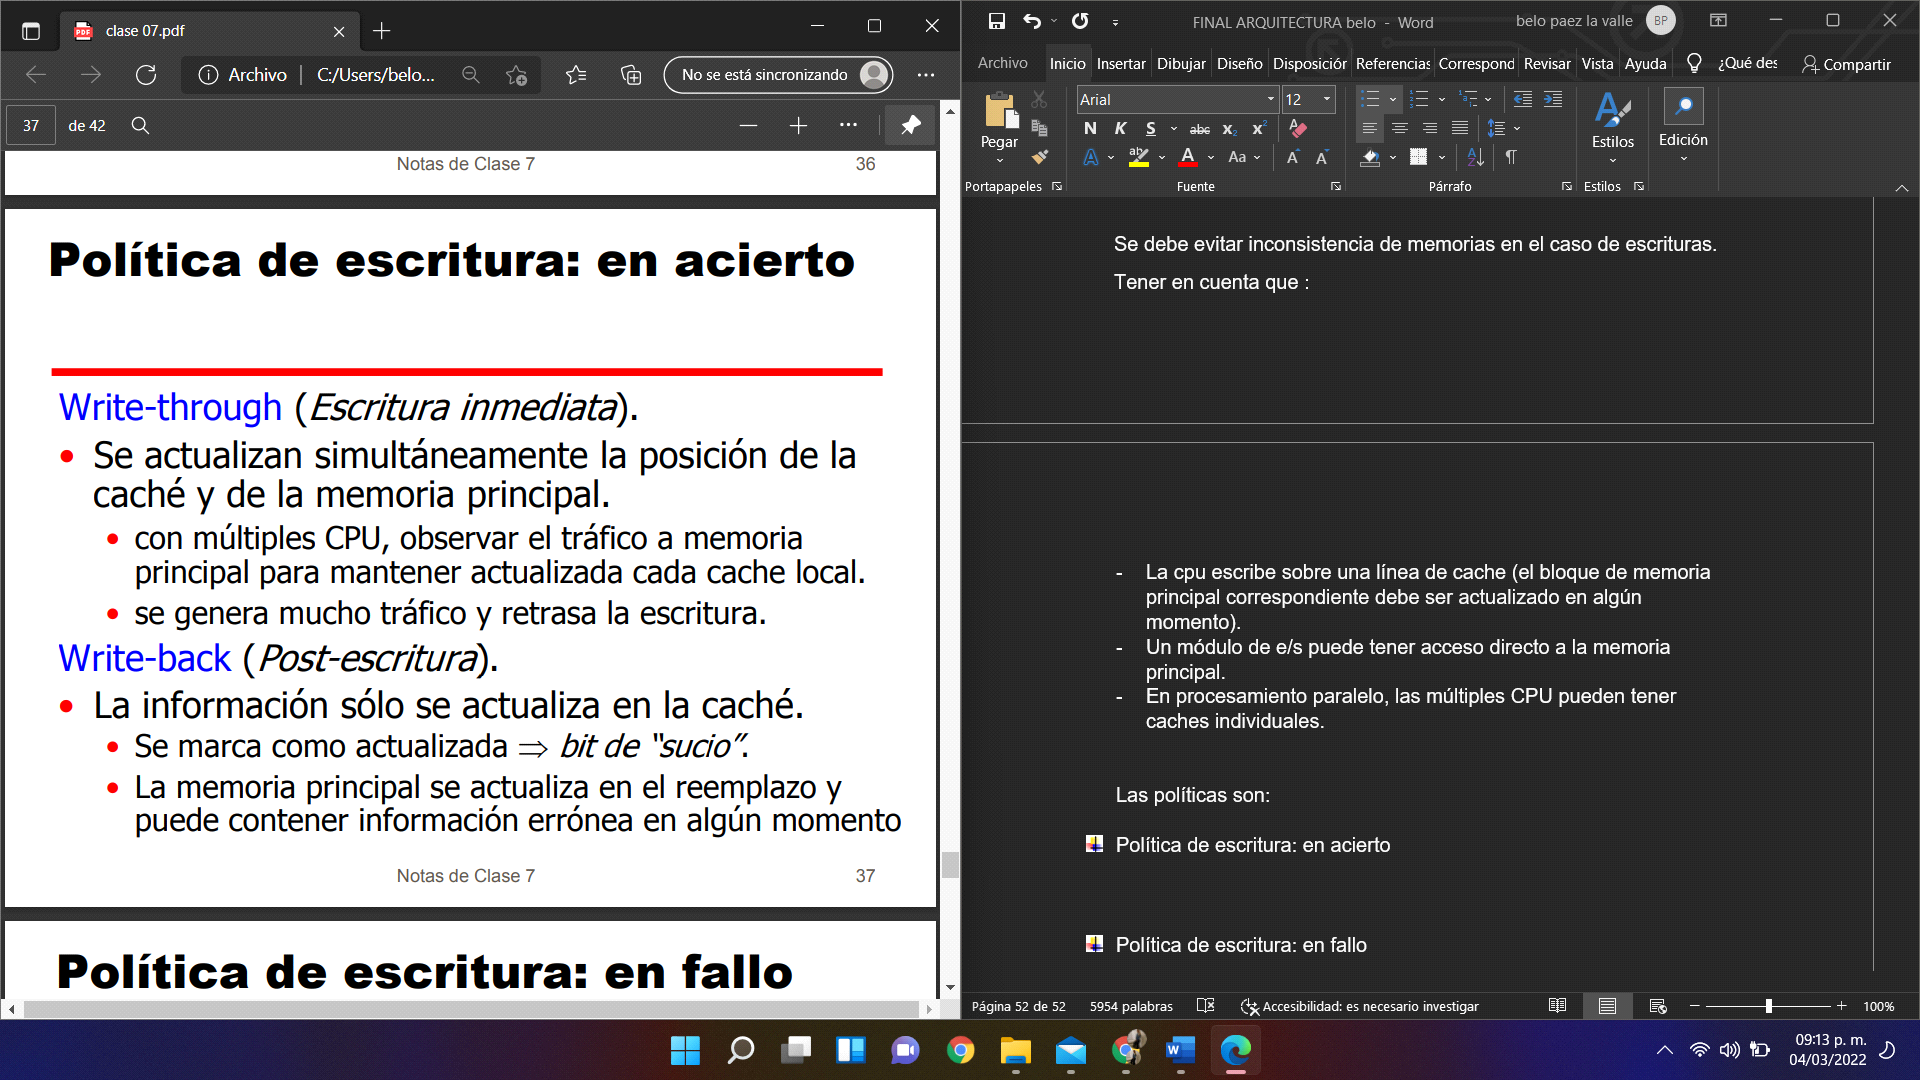 clase 07.pdf
Archivo
C:/Users/belo...
No se está sincronizando
37
de 42
Notas de Clase 7
36
Política de escritura: en acierto
Write-through (Escritura inmediata).
• Se actualizan simultáneamente la posición de la
caché y de la memoria principal.
• con múltiples CPU, observar el tráfico a memoria
principal para mantener actualizada cada cache local.
• se genera mucho tráfico y retrasa la escritura.
Write-back (Post-escritura).
• La información sólo se actualiza en la caché.
• Se marca como actualizada ⇒ bit de “sucio”.
• La memoria principal se actualiza en el reemplazo y
puede contener información errónea en algún momento
Notas de Clase 7
37
Política de escritura: en fallo
FINAL ARQUITECTURA belo - Word
belo paez la valle
BP
Archivo
Inicio
Insertar
Dibujar
Diseño
Disposiciór
Referencias
Correspond
Revisar
Vista
Ayuda
¿Qué des
Compartir
Pegar
Portapapeles
Arial
12
N K S abc x₂ x²
A A Aa A A
Fuente
Párrafo
Estilos
Estilos
Edición
Se debe evitar inconsistencia de memorias en el caso de escrituras.
Tener en cuenta que :
- La cpu escribe sobre una línea de cache (el bloque de memoria
principal correspondiente debe ser actualizado en algún
momento).
- Un módulo de e/s puede tener acceso directo a la memoria
principal.
- En procesamiento paralelo, las múltiples CPU pueden tener
caches individuales.
Las políticas son:
Política de escritura: en acierto
Política de escritura: en fallo
Página 52 de 52
5954 palabras
Accesibilidad: es necesario investigar
100%
09:13 p. m.
04/03/2022